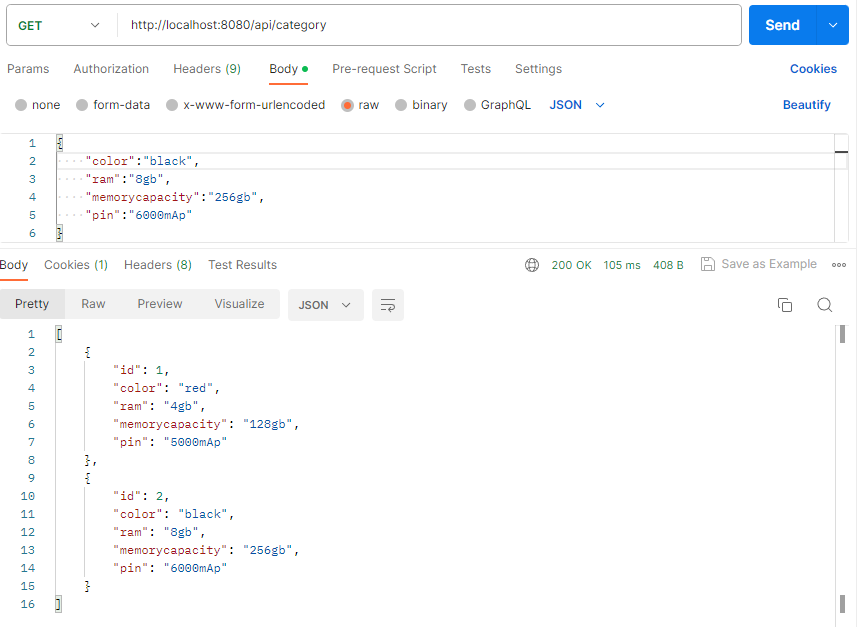 GET http://localhost:8080/api/category Send
Params Authorization Headers (9) Body Pre-request Script Tests Settings Cookies
none form-data x-www-form-urlencoded raw binary GraphQL JSON Beautify
1 {
2 "color":"black",
3 "ram":"8gb",
4 "memorycapacity":"256gb",
5 "pin":"6000mAp"
6 }
Body Cookies (1) Headers (8) Test Results 200 OK 105 ms 408 B Save as Example
Pretty Raw Preview Visualize JSON
1 [
2 {
3 "id": 1,
4 "color": "red",
5 "ram": "4gb",
6 "memorycapacity": "128gb",
7 "pin": "5000mAp"
8 },
9 {
10 "id": 2,
11 "color": "black",
12 "ram": "8gb",
13 "memorycapacity": "256gb",
14 "pin": "6000mAp"
15 }
16 ]